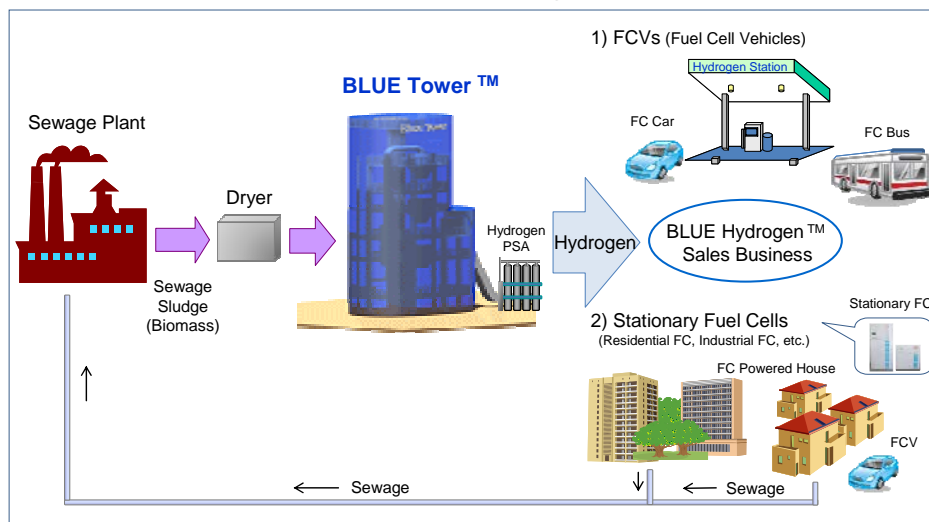 1) FCVs (Fuel Cell Vehicles)
Hydrogen Station
BLUE Tower ™
Sewage Plant
FC Car
FC Bus
Dryer
Hydrogen
PSA
Hydrogen
BLUE Hydrogen ™
Sales Business
Sewage
Sludge
(Biomass)
2) Stationary Fuel Cells
(Residential FC, Industrial FC, etc.)
Stationary FC
FC Powered House
FCV
Sewage
Sewage